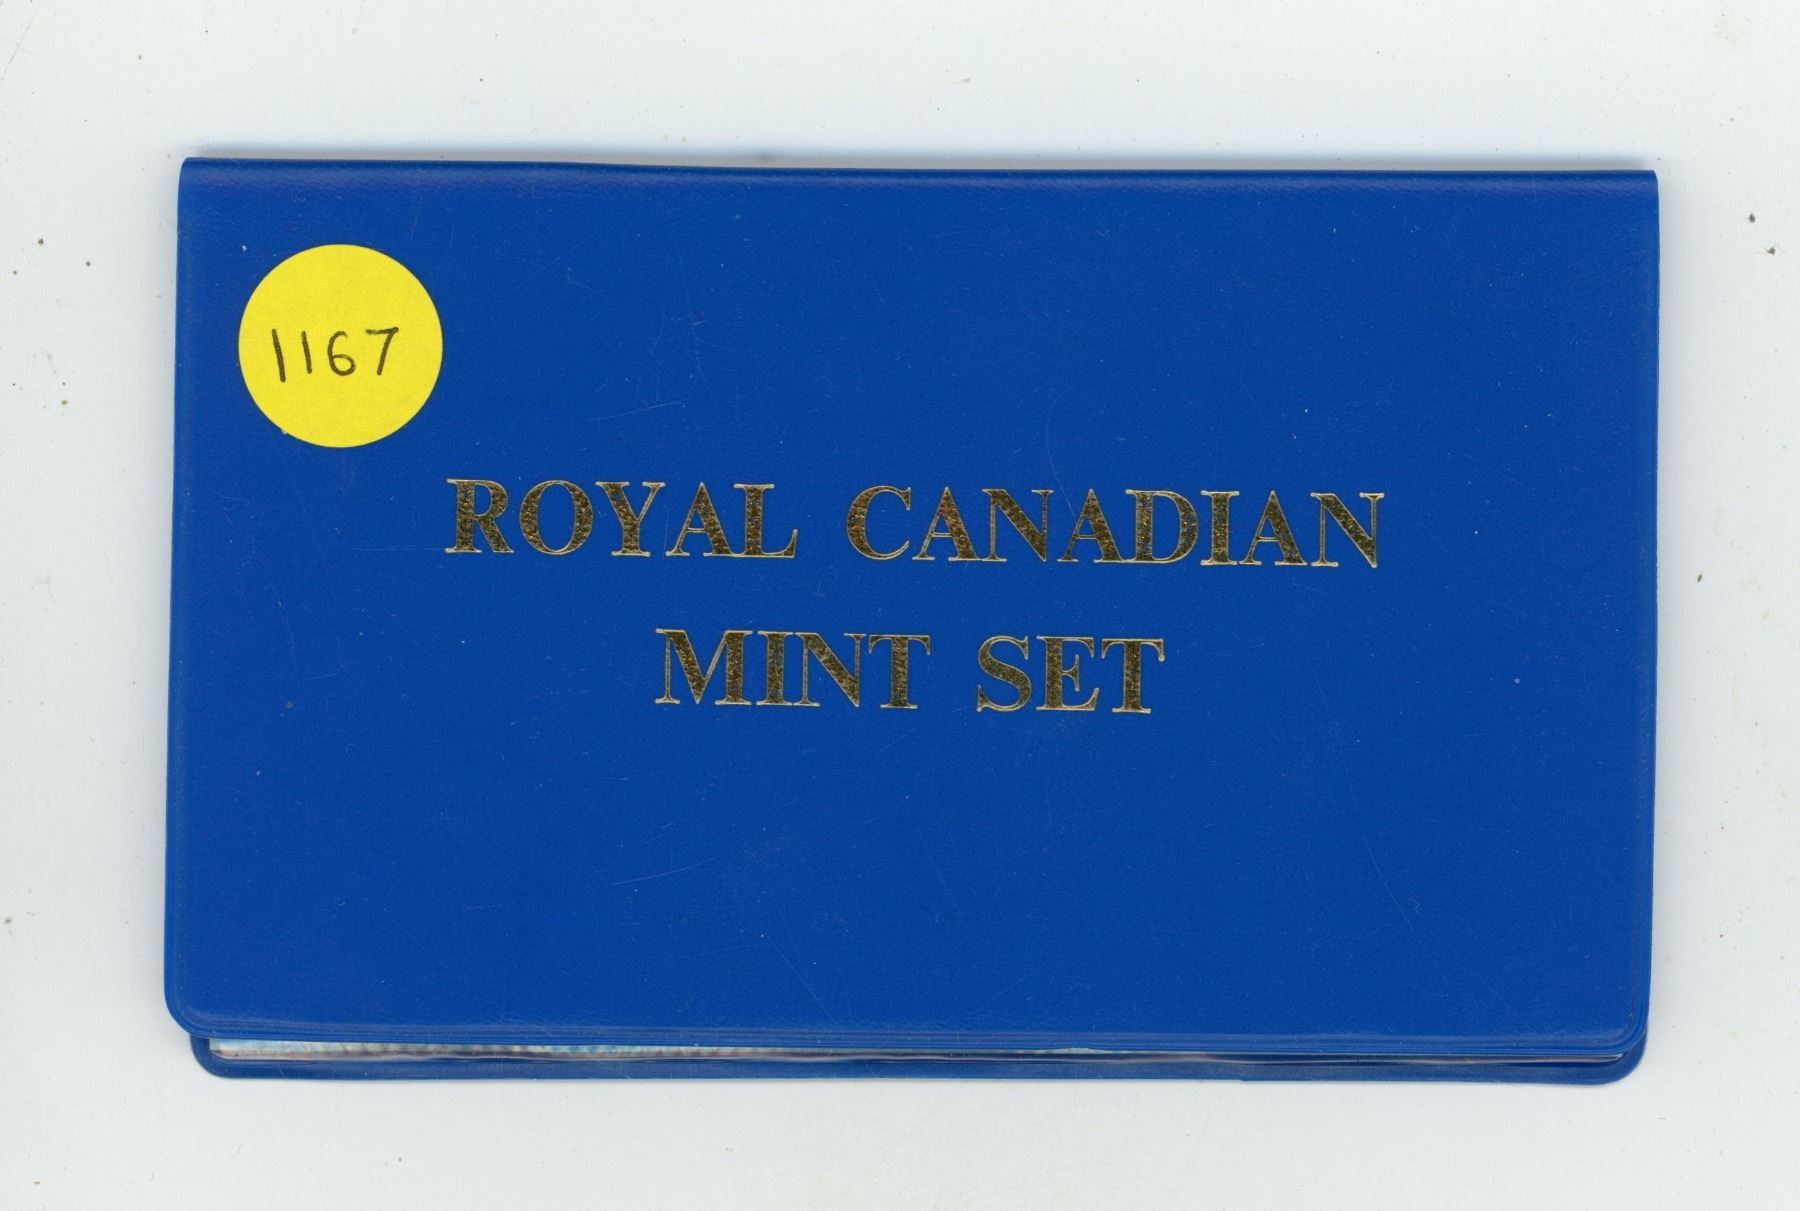 1167
ROYAL CANADIAN
MINT SET